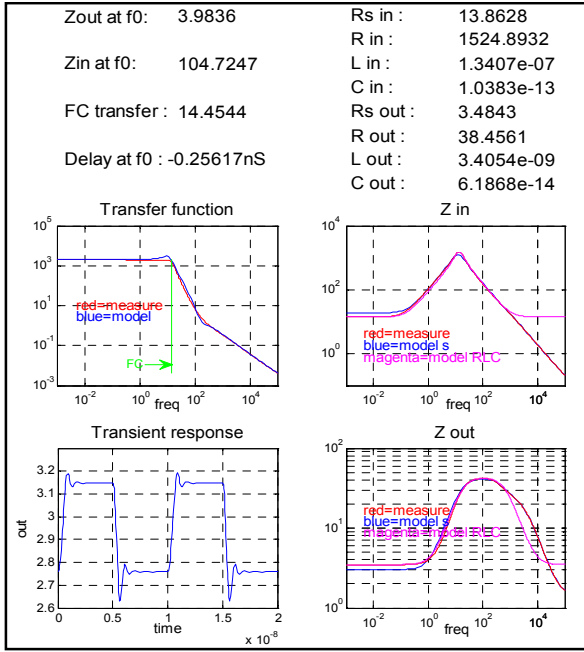 Zout at f0: 3.9836
Zin at f0: 104.7247
FC transfer : 14.4544
Delay at f0 : -0.25617nS
Rs in : 13.8628
R in : 1524.8932
L in : 1.3407e-07
C in : 1.0383e-13
Rs out : 3.4843
R out : 38.4561
L out : 3.4054e-09
C out : 6.1868e-14
Transfer function
10^5
10^3
10^1
10^-1
10^-3
red=measure
blue=model
FC
10^-2 10^0 10^2 10^4
freq
Z in
10^4
10^2
10^0
red=measure
blue=model s
magenta=model RLC
10^-2 10^0 10^2 10^4
freq
Transient response
3.2
3.1
3
2.9
2.8
2.7
2.6
out
0 0.5 1 1.5 2
time
x 10^-8
Z out
10^2
10^1
10^0
red=measure
blue=model s
magenta=model RLC
10^-2 10^0 10^2 10^4
freq